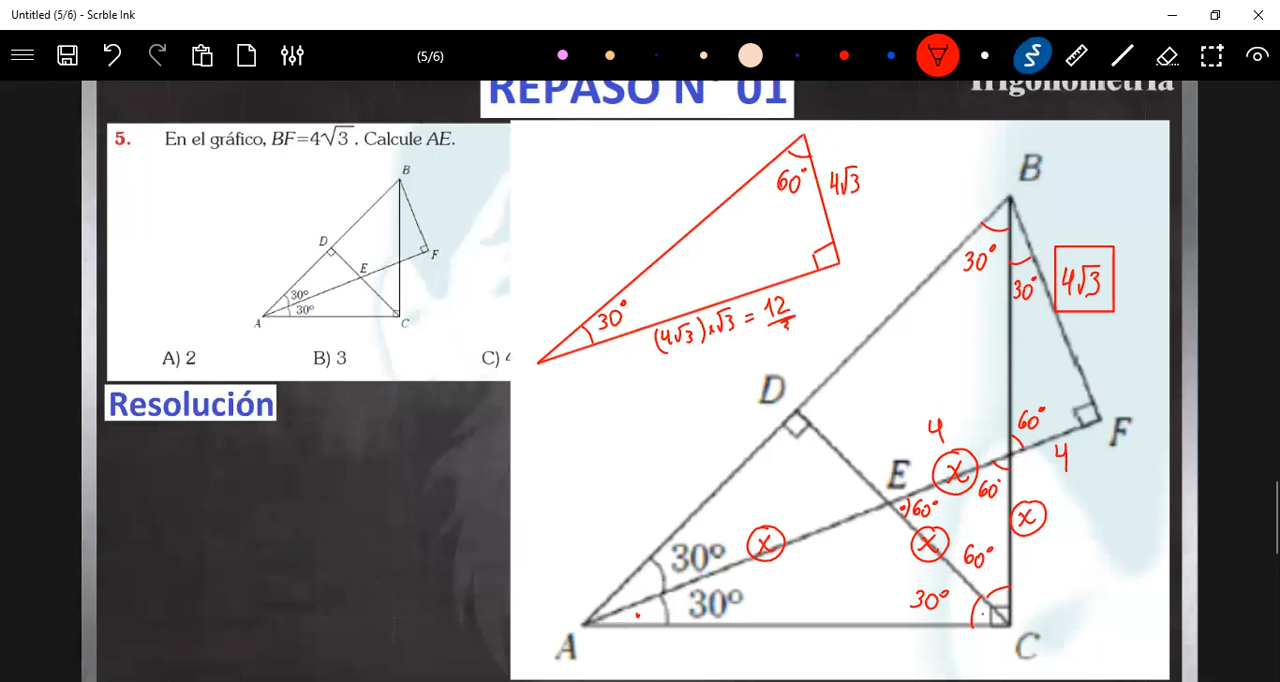 Untitled (5/6) - Scrble Ink
(5/6)
REPASO N° 01
Trigonometría
5. En el gráfico, BF=4√3. Calcule AE.
B
D
F
E
30°
30°
A
C
A) 2 B) 3 C) 4
Resolución
60°
4√3
30°
(4√3)×√3 = 12
B
30°
30°
4√3
D
60°
F
4
4
E
x
60°
60°
x
x
x
60°
30°
30°
30°
A
C